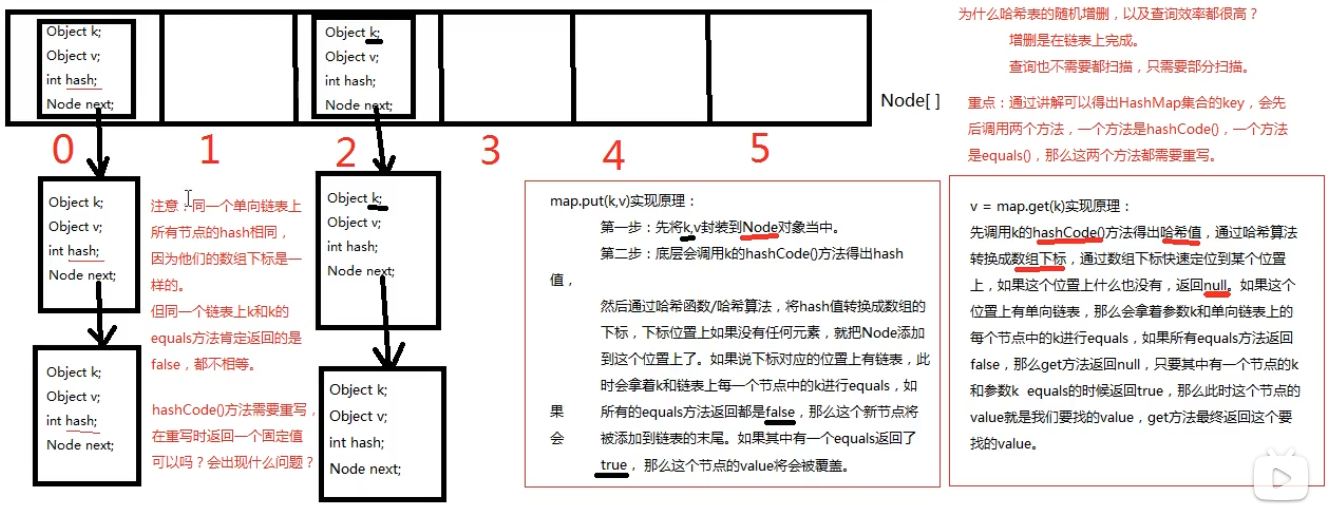 Object k;
Object v;
int hash;
Node next;
Object k;
Object v;
int hash;
Node next;
Node[ ]
0
1
2
3
4
5
Object k;
Object v;
int hash;
Node next;
Object k;
Object v;
int hash;
Node next;
Object k;
Object v;
int hash;
Node next;
Object k;
Object v;
int hash;
Node next;
注意：同一个单向链表上
所有节点的hash相同，
因为他们的数组下标是一
样的。
但同一个链表上k和k的
equals方法肯定返回的是
false，都不相等。
hashCode()方法需要重写，
在重写时返回一个固定值
可以吗？会出现什么问题？
为什么哈希表的随机增删，以及查询效率都很高？
增删是在链表上完成。
查询也不需要都扫描，只需要部分扫描。
重点：通过讲解可以得出HashMap集合的key，会先
后调用两个方法，一个方法是hashCode()，一个方法
是equals()，那么这两个方法都需要重写。
map.put(k,v)实现原理：
第一步：先将k,v封装到Node对象当中。
第二步：底层会调用k的hashCode()方法得出hash
值，
然后通过哈希函数/哈希算法，将hash值转换成数组的
下标，下标位置上如果没有任何元素，就把Node添加
到这个位置上了。如果说下标对应的位置上有链表，此
时会拿着k和链表上每一个节点中的k进行equals，如
果 所有的equals方法返回都是false，那么这个新节点将
会 被添加到链表的末尾。如果其中有一个equals返回了
true，那么这个节点的value将会被覆盖。
v = map.get(k)实现原理：
先调用k的hashCode()方法得出哈希值，通过哈希算法
转换成数组下标，通过数组下标快速定位到某个位置
上，如果这个位置上什么也没有，返回null。如果这个
位置上有单向链表，那么会拿着参数k和单向链表上的
每个节点中的k进行equals，如果所有equals方法返回
false，那么get方法返回null，只要其中有一个节点的k
和参数k equals的时候返回true，那么此时这个节点的
value就是我们要找的value，get方法最终返回这个要
找的value。